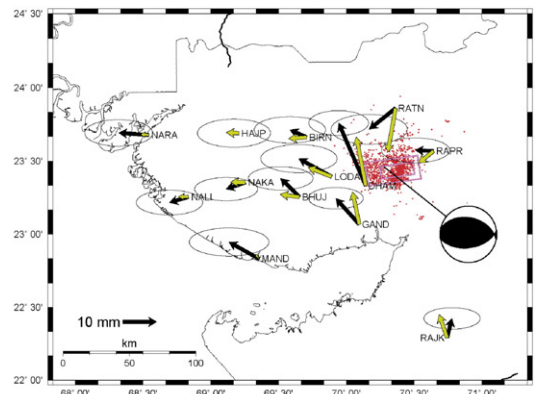 24° 30'
24° 00'
RATN
NARA
HAJP
BIRN
RAPR
23° 30'
LODA
DHAM
NAKA
NALI
BHUJ
GAND
23° 00'
MAND
22° 30'
10 mm
RAJK
km
0 50 100
22° 00'
68° 00' 68° 30' 69° 00' 69° 30' 70° 00' 70° 30' 71° 00'